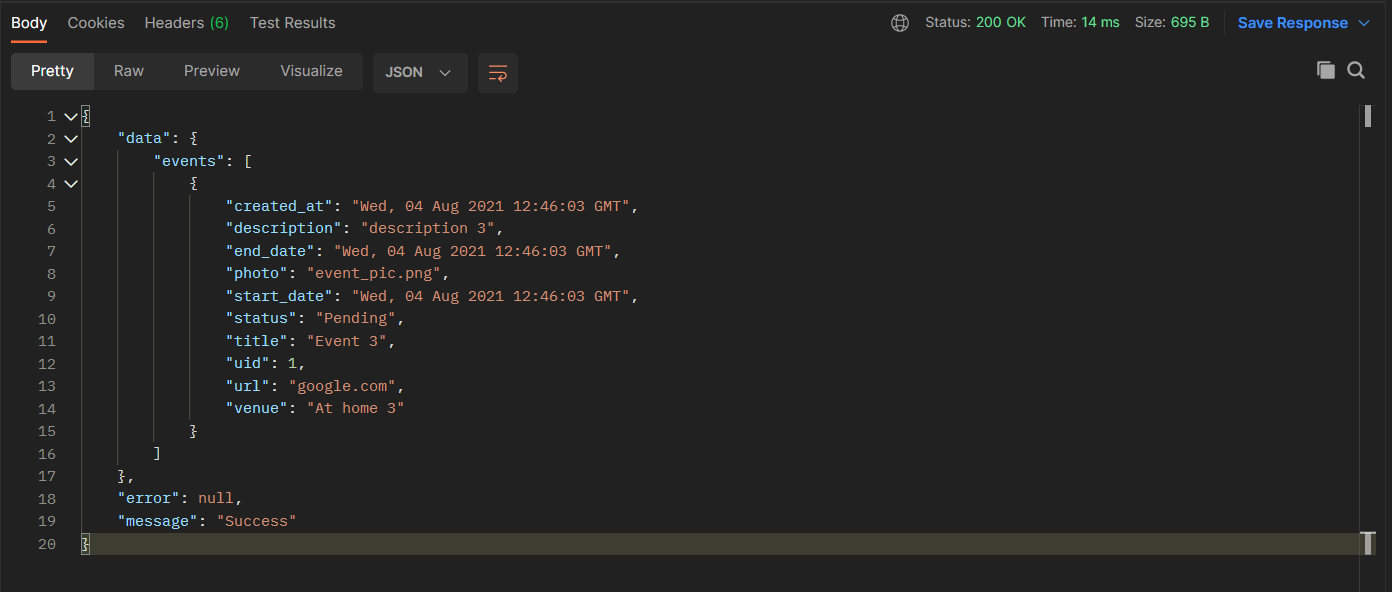 Body Cookies Headers (6) Test Results Status: 200 OK Time: 14 ms Size: 695 B Save Response
Pretty Raw Preview Visualize JSON
1 {
2 "data": {
3 "events": [
4 {
5 "created_at": "Wed, 04 Aug 2021 12:46:03 GMT",
6 "description": "description 3",
7 "end_date": "Wed, 04 Aug 2021 12:46:03 GMT",
8 "photo": "event_pic.png",
9 "start_date": "Wed, 04 Aug 2021 12:46:03 GMT",
10 "status": "Pending",
11 "title": "Event 3",
12 "uid": 1,
13 "url": "google.com",
14 "venue": "At home 3"
15 }
16 ]
17 },
18 "error": null,
19 "message": "Success"
20 }